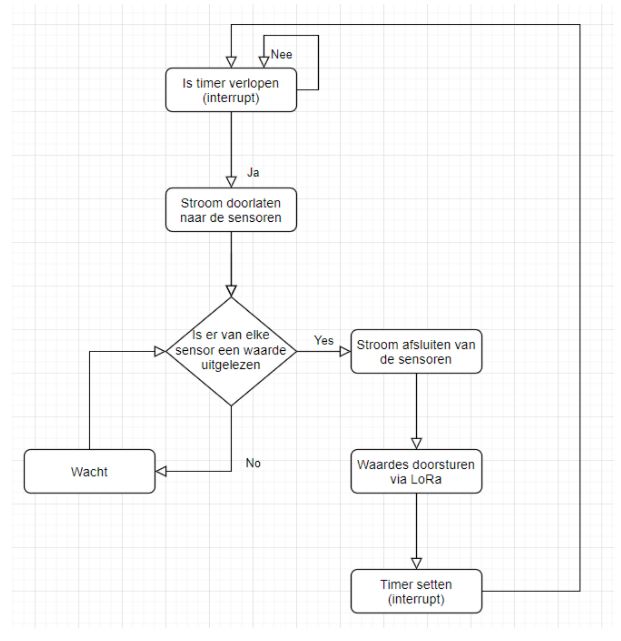 Nee
Is timer verlopen
(interrupt)
Ja
Stroom doorlaten
naar de sensoren
Is er van elke
sensor een waarde
uitgelezen
Yes
Stroom afsluiten van
de sensoren
No
Wacht
Waardes doorsturen
via LoRa
Timer setten
(interrupt)